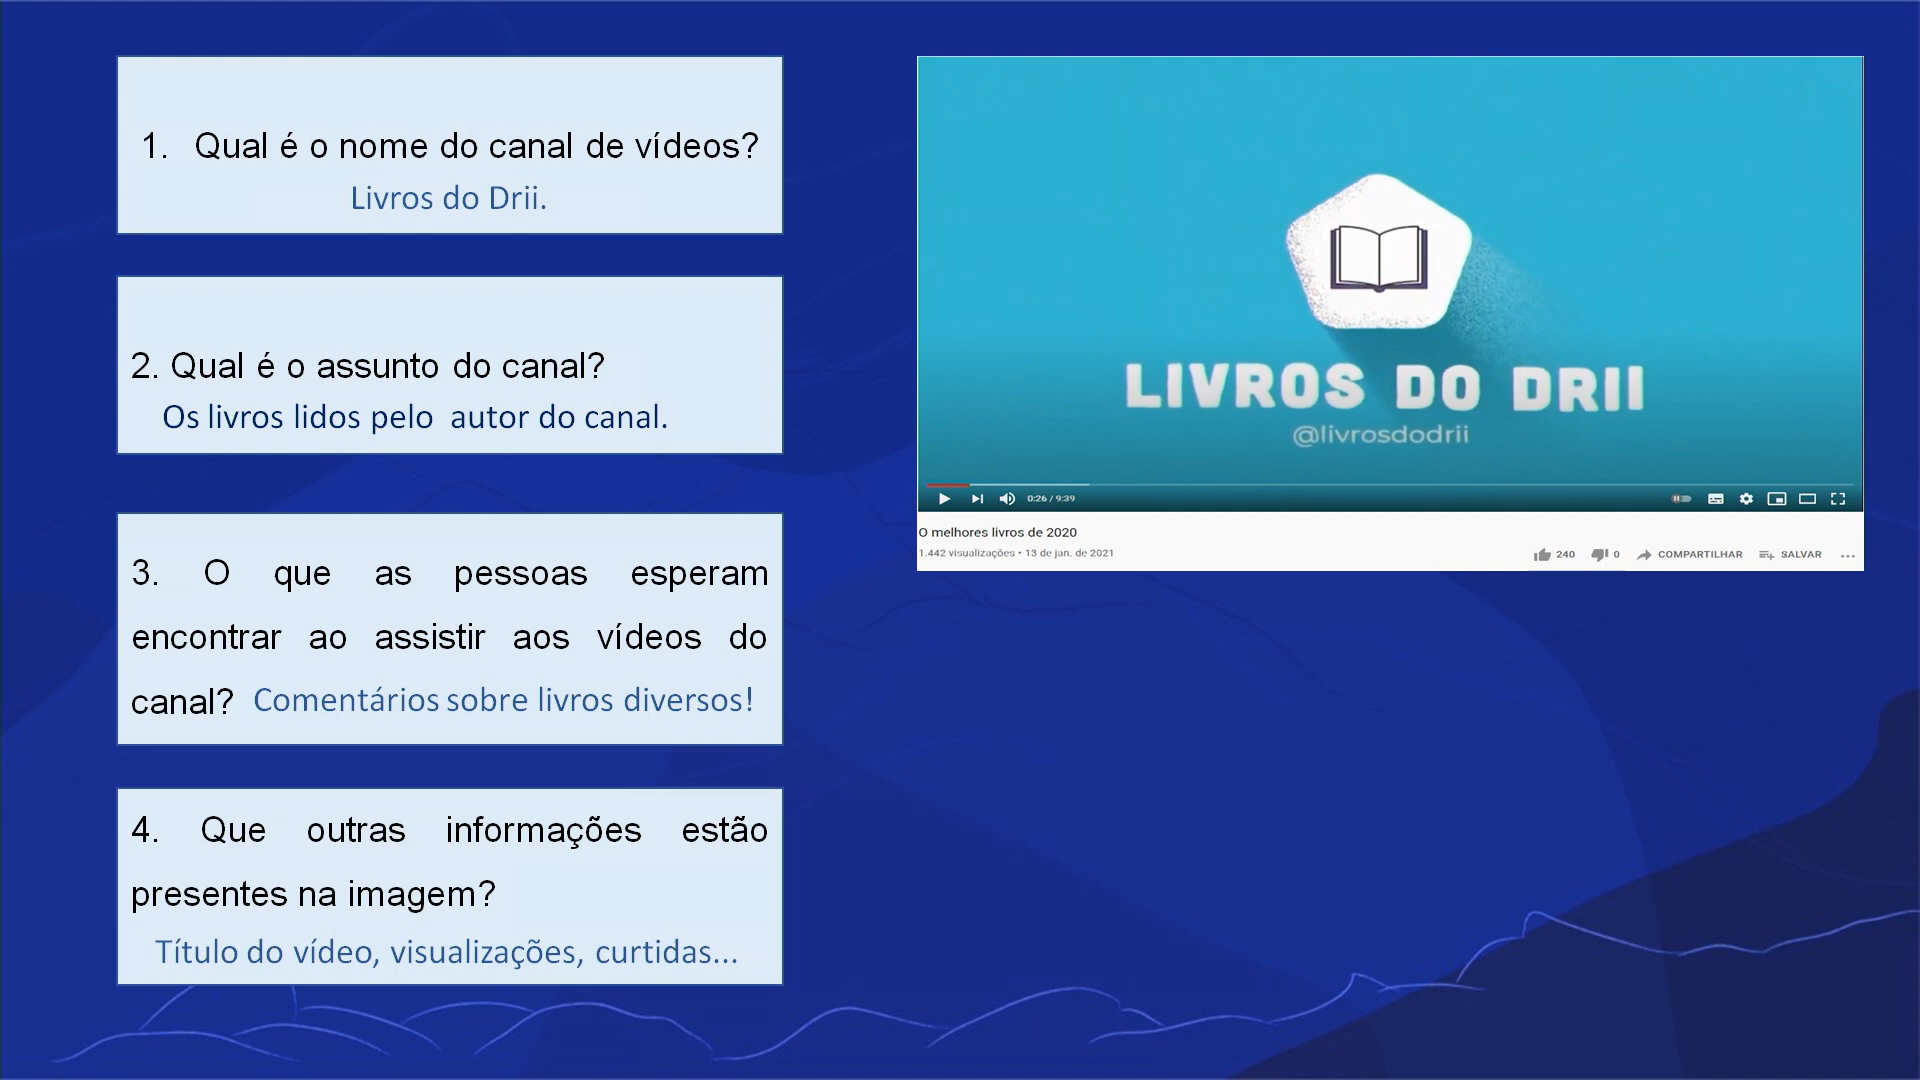 1. Qual é o nome do canal de vídeos?
Livros do Drii.
2. Qual é o assunto do canal?
Os livros lidos pelo autor do canal.
3. O que as pessoas esperam
encontrar ao assistir aos vídeos do
canal? Comentários sobre livros diversos!
4. Que outras informações estão
presentes na imagem?
Título do vídeo, visualizações, curtidas...
LIVROS DO DRII
@livrosdodrii
0:26 / 9:39
O melhores livros de 2020
1.442 visualizações • 13 de jan. de 2021
240 0 COMPARTILHAR SALVAR ...